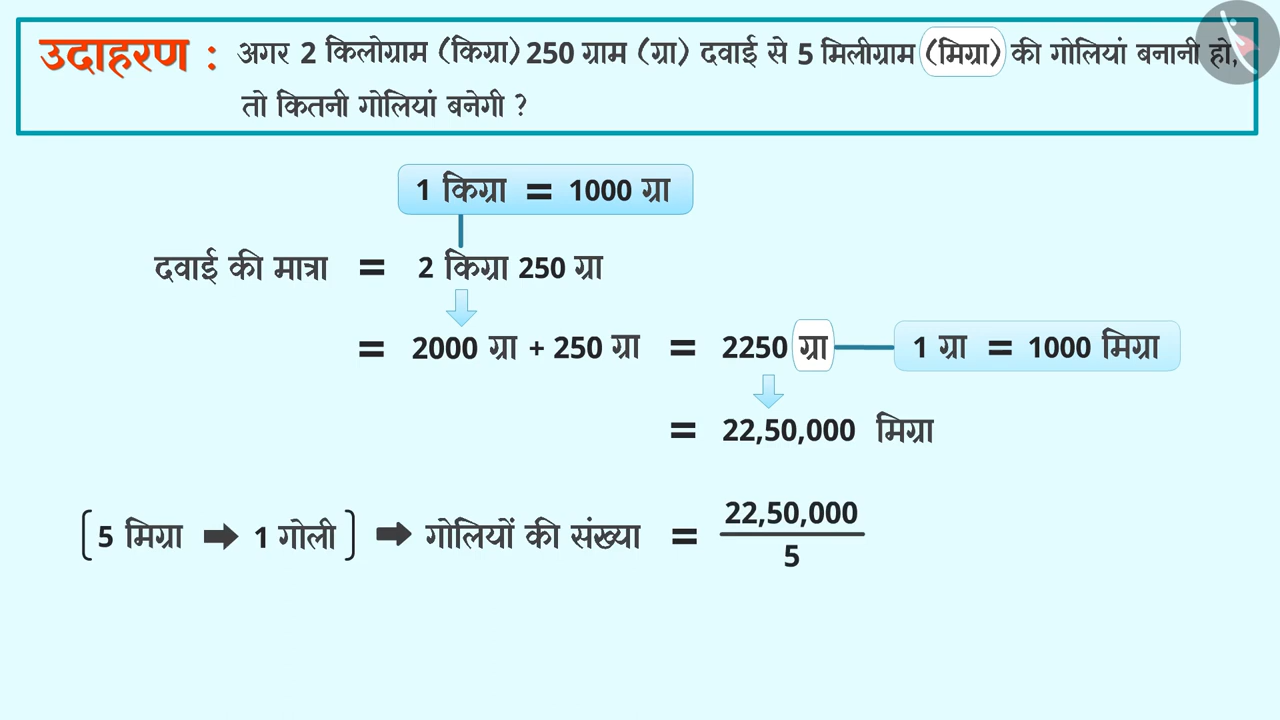 उदाहरण : अगर 2 किलोग्राम (किग्रा) 250 ग्राम (ग्रा) दवाई से 5 मिलीग्राम (मिग्रा) की गोलियां बनानी हो,
तो कितनी गोलियां बनेगी ?
1 किग्रा = 1000 ग्रा
दवाई की मात्रा = 2 किग्रा 250 ग्रा
= 2000 ग्रा + 250 ग्रा = 2250 ग्रा 1 ग्रा = 1000 मिग्रा
= 22,50,000 मिग्रा
[5 मिग्रा ➡ 1 गोली] ➡ गोलियों की संख्या = 22,50,000
5